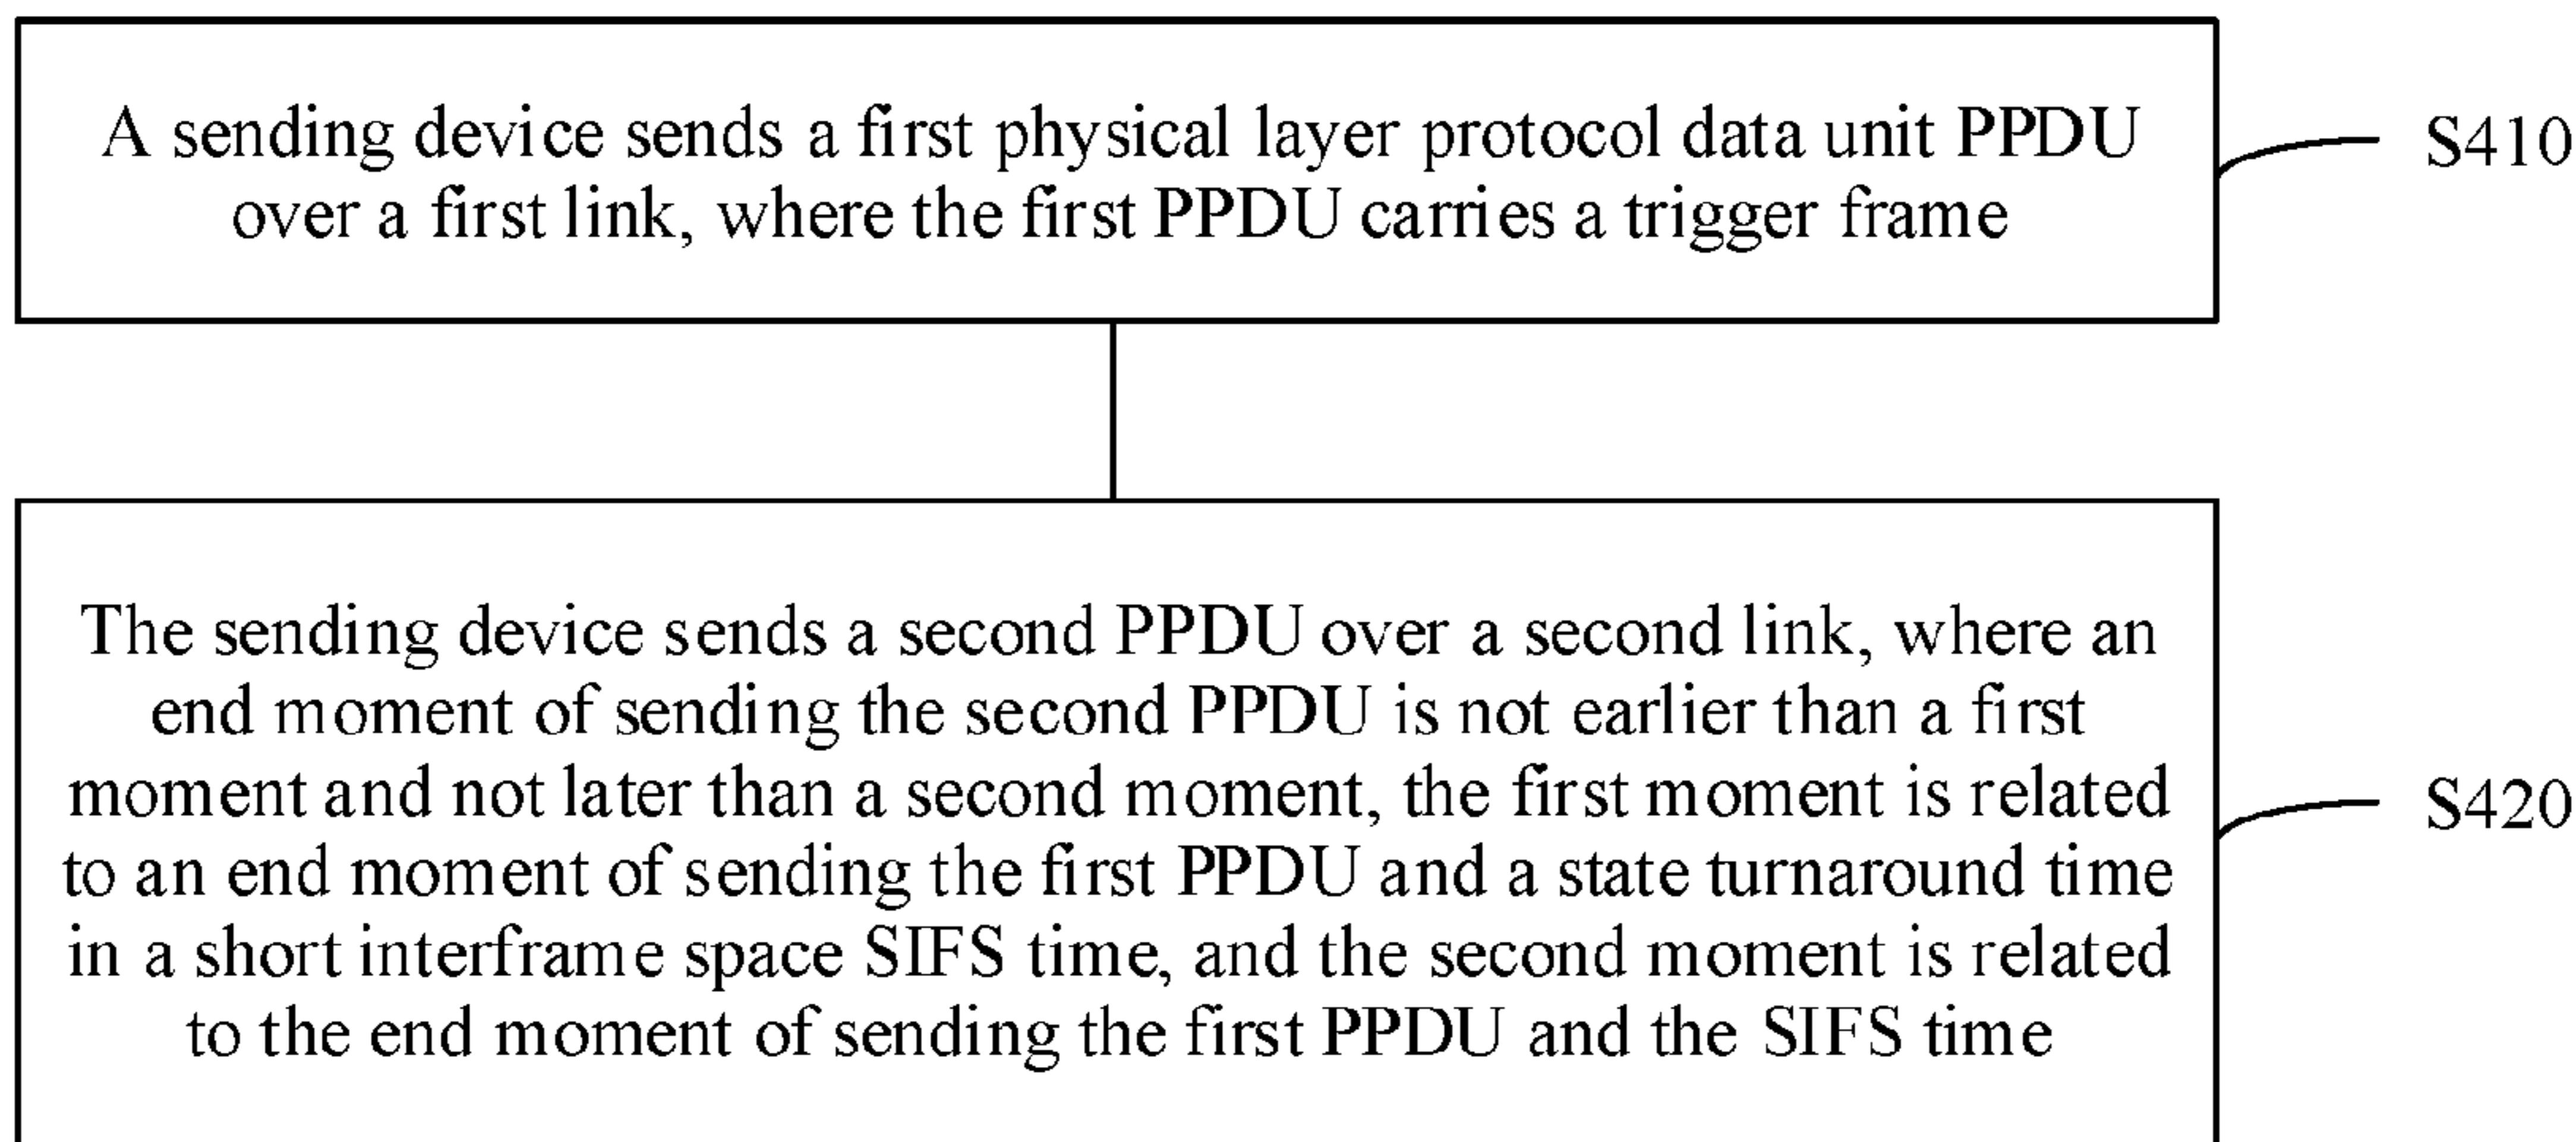 A sending device sends a first physical layer protocol data unit PPDU
over a first link, where the first PPDU carries a trigger frame
S410
The sending device sends a second PPDU over a second link, where an
end moment of sending the second PPDU is not earlier than a first
moment and not later than a second moment, the first moment is related
to an end moment of sending the first PPDU and a state turnaround time
in a short interframe space SIFS time, and the second moment is related
to the end moment of sending the first PPDU and the SIFS time
S420